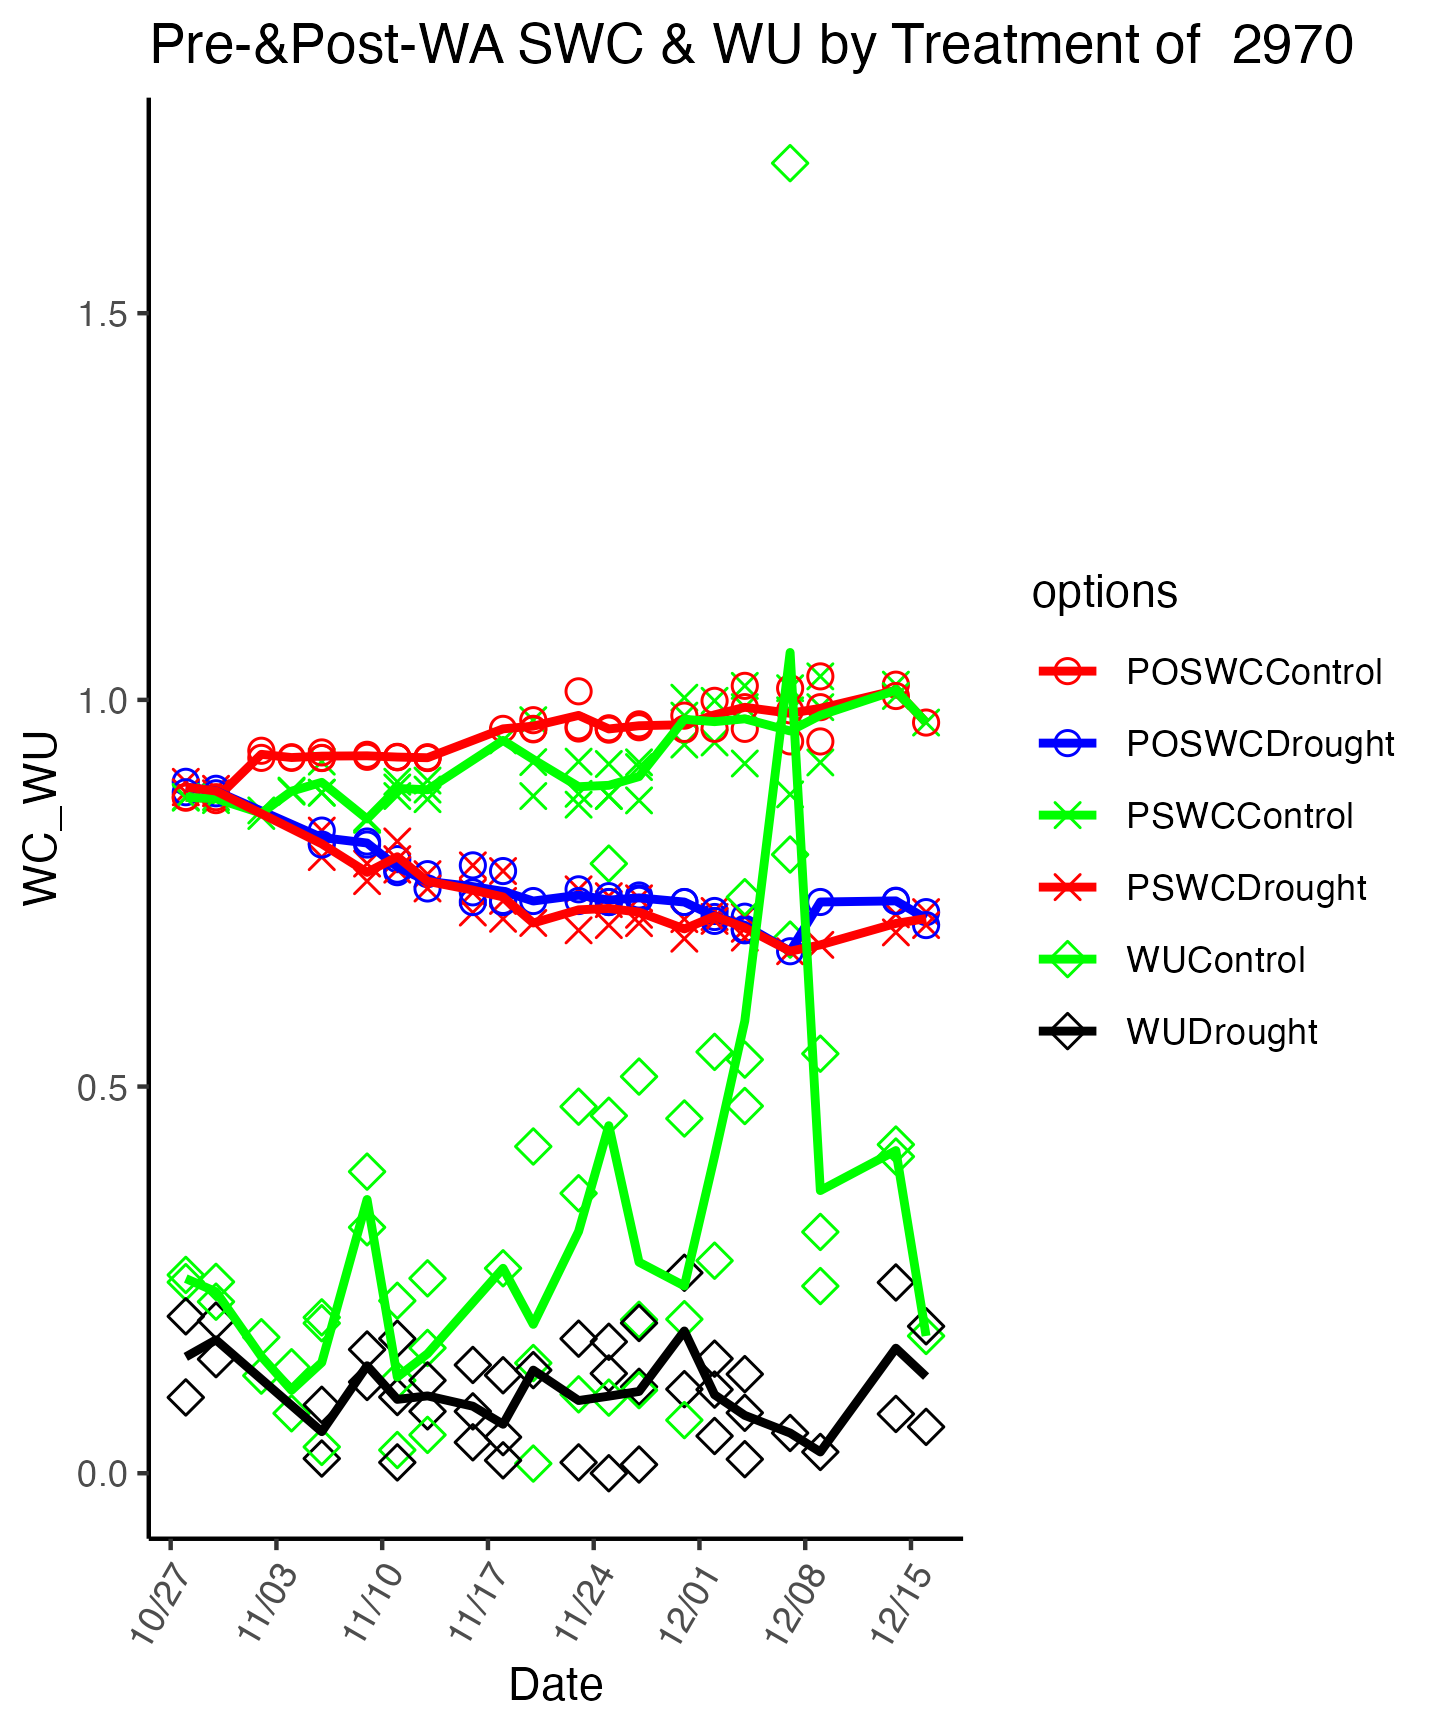 Pre-&Post-WA SWC & WU by Treatment of  2970
WC_WU
1.5
1.0
0.5
0.0
10/27
11/03
11/10
11/17
11/24
12/01
12/08
12/15
Date
options
POSWCControl
POSWCDrought
PSWCControl
PSWCDrought
WUControl
WUDrought